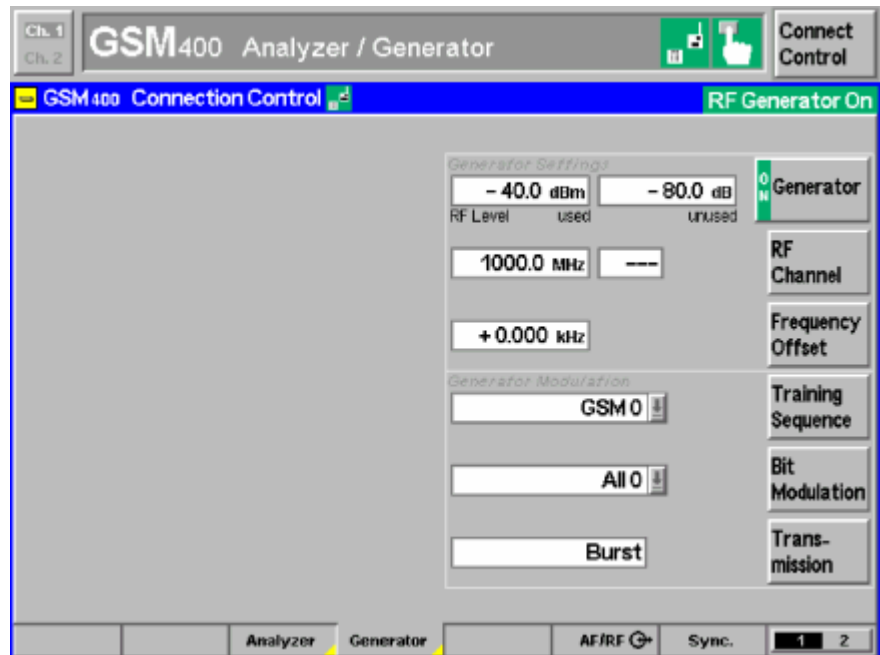 Ch. 1
Ch. 2
GSM400 Analyzer / Generator
Connect
Control
GSM400 Connection Control
RF Generator On
Generator Settings
– 40.0 dBm
– 80.0 dB
RF Level used
unused
ON
Generator
1000.0 MHz
---
RF
Channel
+ 0.000 kHz
Frequency
Offset
Generator Modulation
GSM 0
Training
Sequence
All 0
Bit
Modulation
Burst
Trans-
mission
Analyzer
Generator
AF/RF
Sync.
1 2